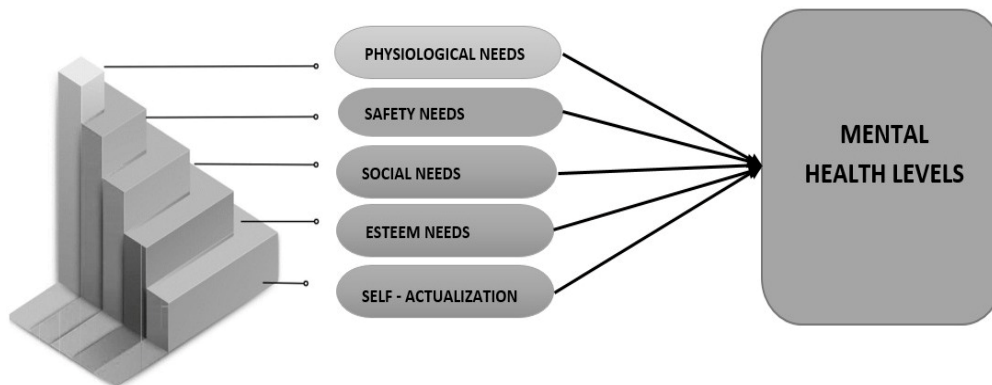 PHYSIOLOGICAL NEEDS
SAFETY NEEDS
SOCIAL NEEDS
ESTEEM NEEDS
SELF - ACTUALIZATION
MENTAL
HEALTH LEVELS